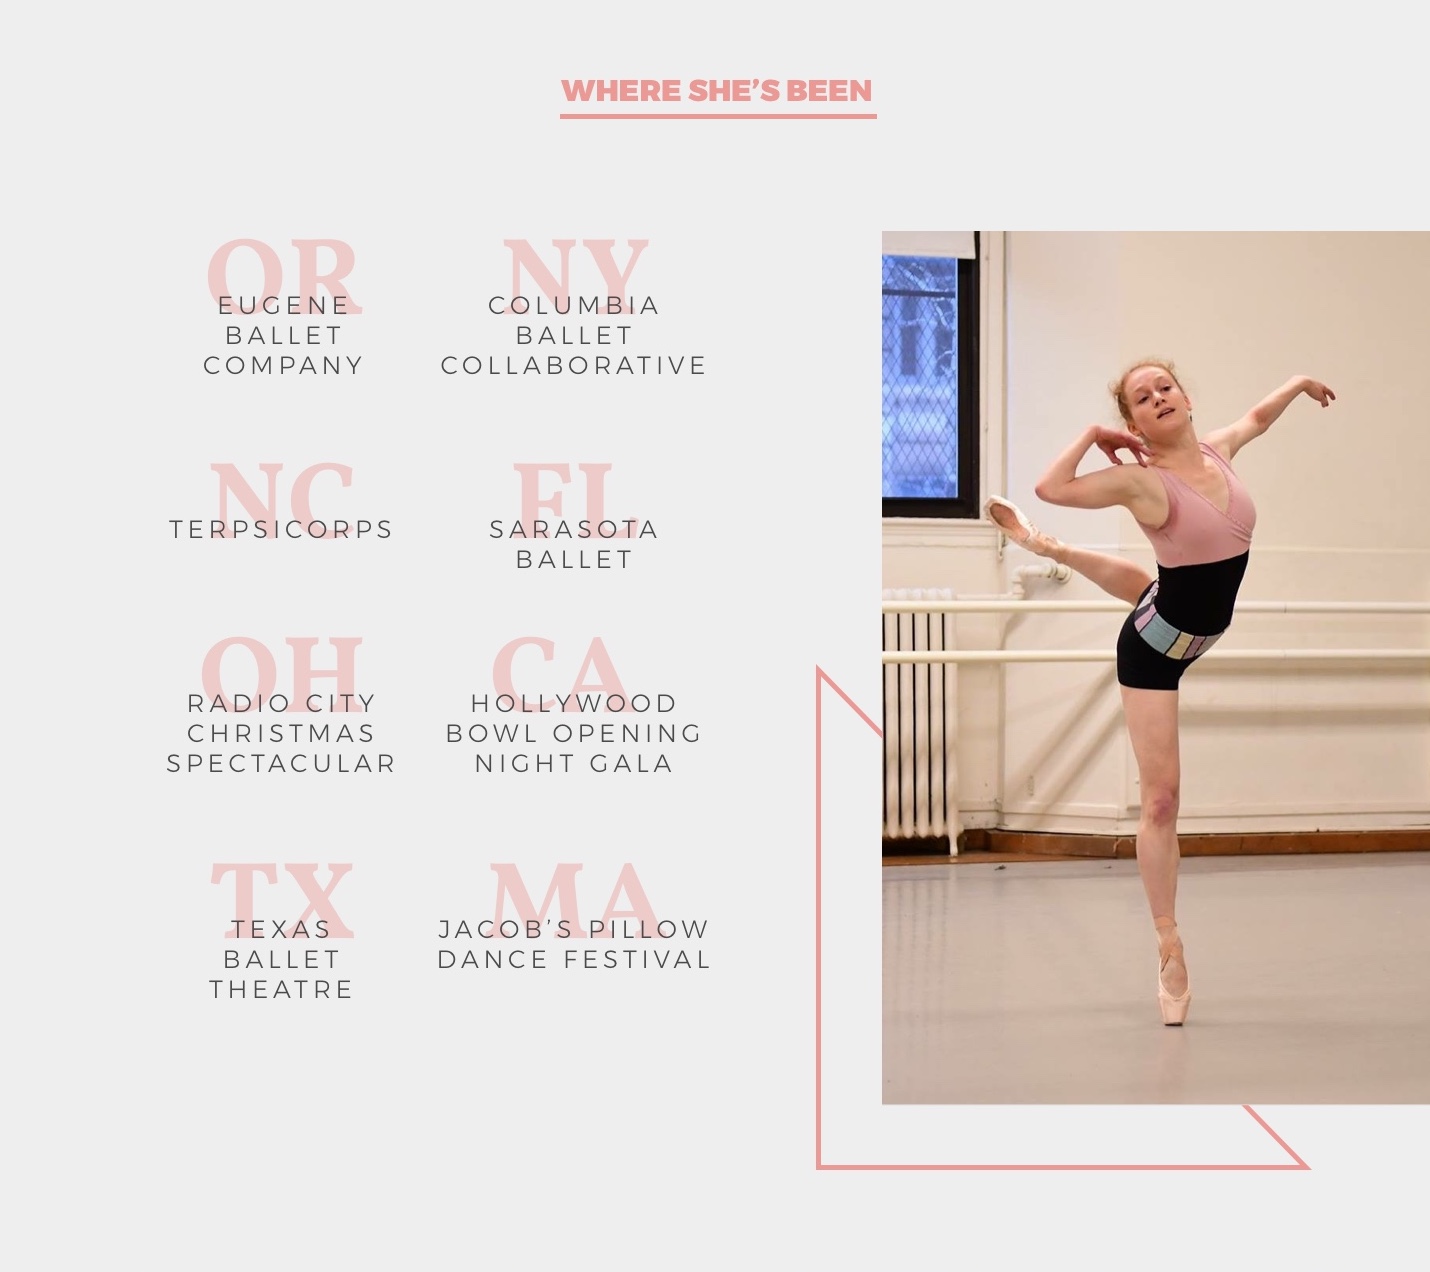 WHERE SHE'S BEEN
OR
EUGENE
BALLET
COMPANY
NY
COLUMBIA
BALLET
COLLABORATIVE
NC
TERPSICORPS
FL
SARASOTA
BALLET
OH
RADIO CITY
CHRISTMAS
SPECTACULAR
CA
HOLLYWOOD
BOWL OPENING
NIGHT GALA
TX
TEXAS
BALLET
THEATRE
MA
JACOB'S PILLOW
DANCE FESTIVAL